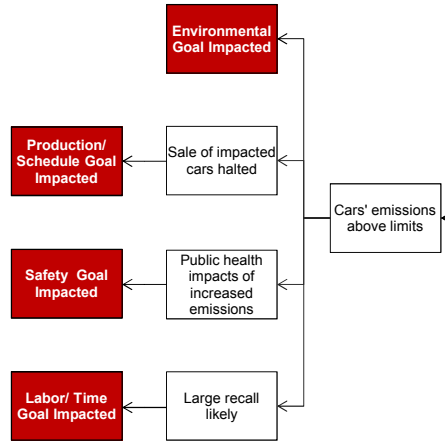 Environmental
Goal Impacted
Production/
Schedule Goal
Impacted
Sale of impacted
cars halted
Cars' emissions
above limits
Safety Goal
Impacted
Public health
impacts of
increased
emissions
Labor/ Time
Goal Impacted
Large recall
likely